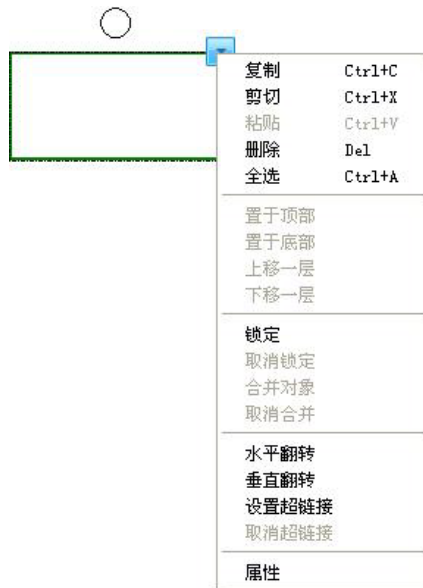 复制 Ctrl+C
剪切 Ctrl+X
粘贴 Ctrl+V
删除 Del
全选 Ctrl+A
置于顶部
置于底部
上移一层
下移一层
锁定
取消锁定
合并对象
取消合并
水平翻转
垂直翻转
设置超链接
取消超链接
属性